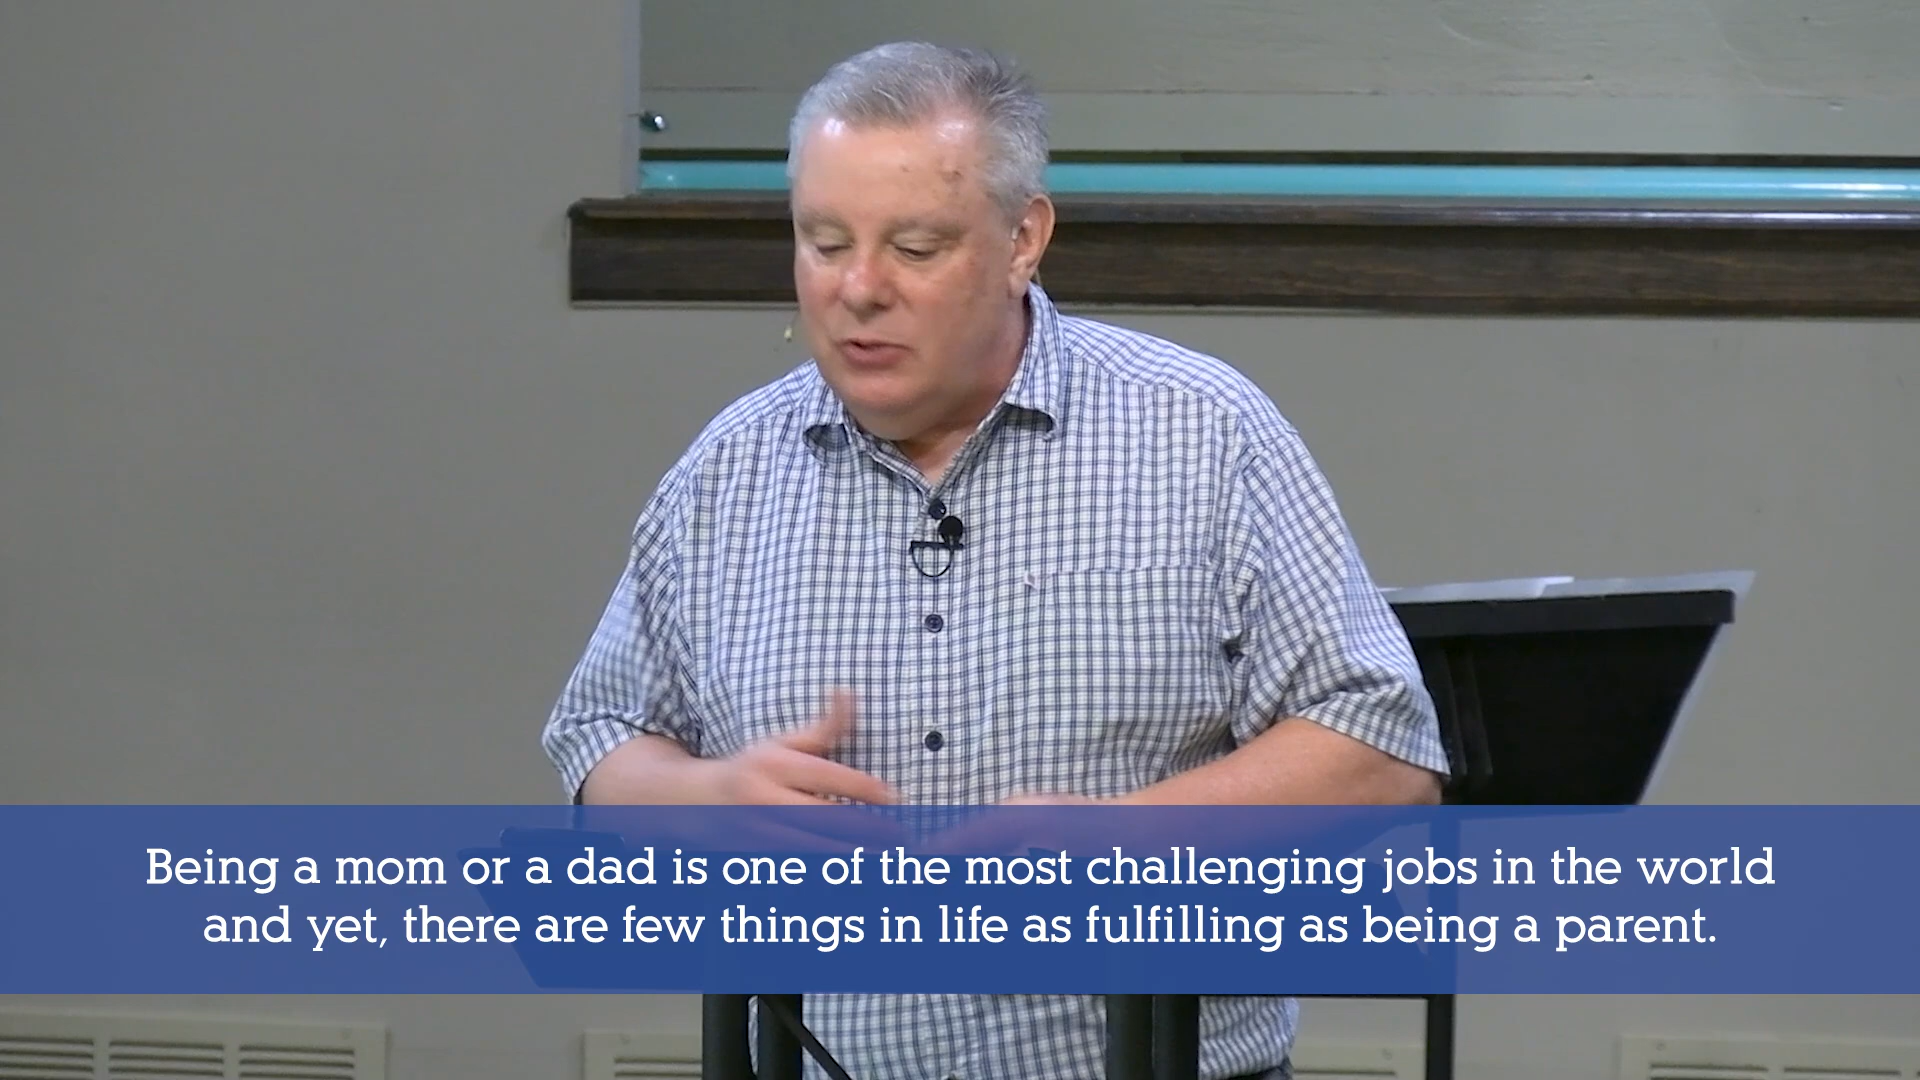 Being a mom or a dad is one of the most challenging jobs in the world
and yet, there are few things in life as fulfilling as being a parent.